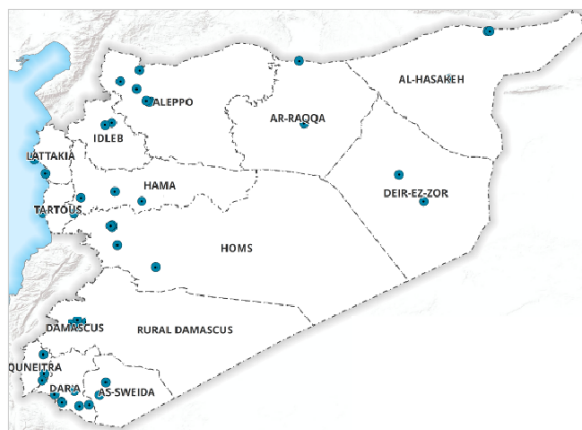 AL-HASAKEH
ALEPPO
AR-RAQQA
IDLEB
LATTAKIA
HAMA
DEIR-EZ-ZOR
TARTOUS
HOMS
DAMASCUS
RURAL DAMASCUS
QUNEITRA
DAR'A
AS-SWEIDA